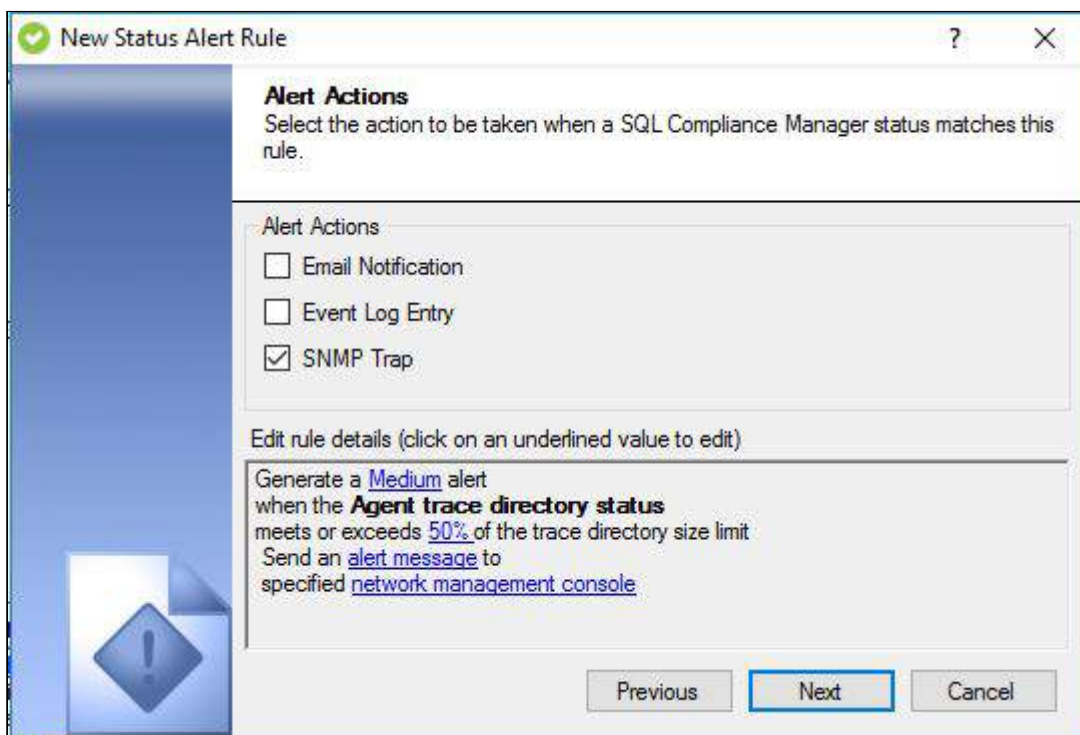 New Status Alert Rule
?
Alert Actions
Select the action to be taken when a SQL Compliance Manager status matches this
rule.
Alert Actions
Email Notification
Event Log Entry
SNMP Trap
Edit rule details (click on an underlined value to edit)
Generate a Medium alert
when the Agent trace directory status
meets or exceeds 50% of the trace directory size limit
Send an alert message to
specified network management console
Previous
Next
Cancel